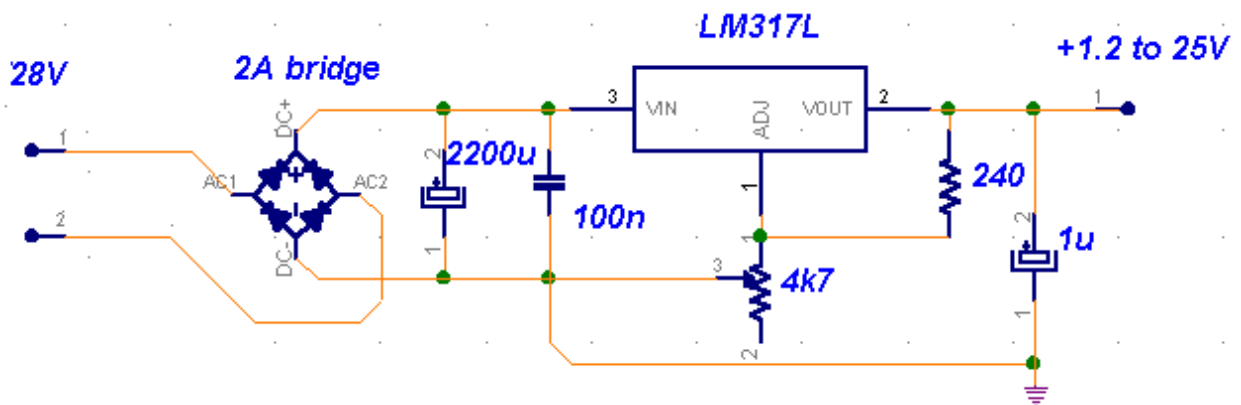 LM317L
+1.2 to 25V
28V
2A bridge
DC+
3
VIN
ADJ
VOUT
2
1
1
2
2200u
AC1
AC2
100n
1
240
2
1u
2
1
DC-
1
3
1
4k7
2
1